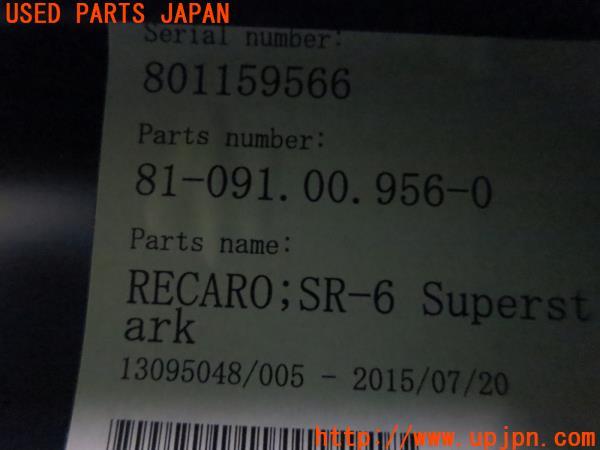 USED PARTS JAPAN
Serial number:
801159566
Parts number:
81-091.00.956-0
Parts name:
RECARO;SR-6 Superst
ark
13095048/005 - 2015/07/20
http://www.upjpn.com